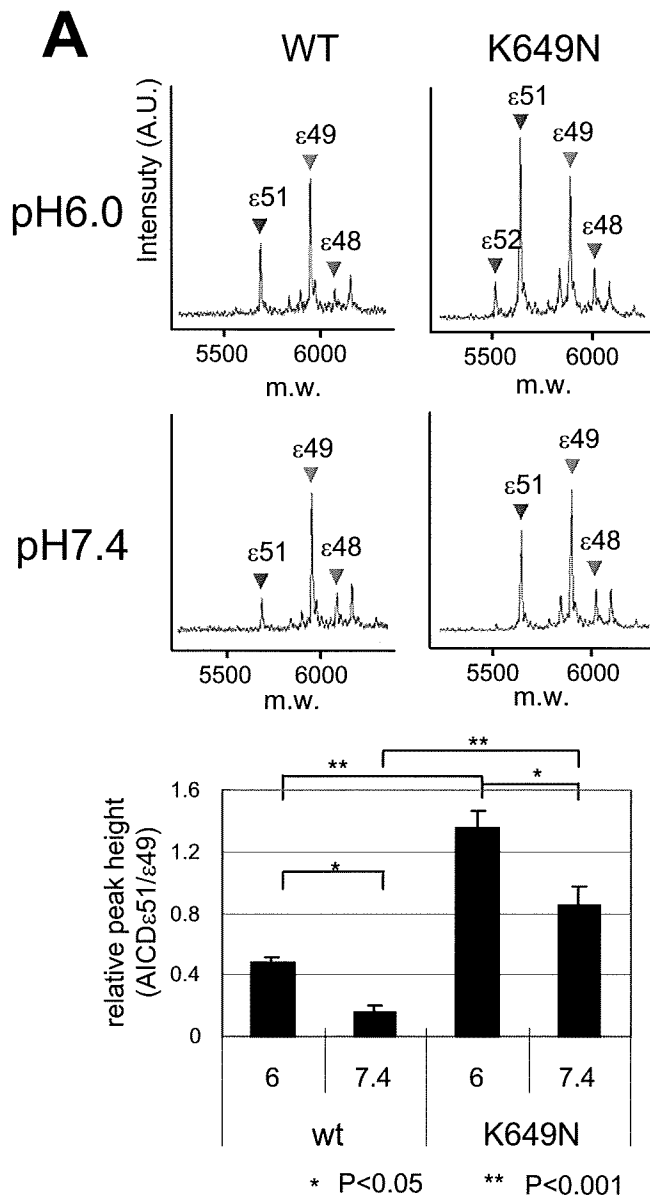 A
WT K649N
Intensuty (A.U.)
pH6.0
ε51 ε49 ε48
ε52 ε51 ε49 ε48
5500 6000
m.w.
5500 6000
m.w.
pH7.4
ε51 ε49 ε48
ε51 ε49 ε48
5500 6000
m.w.
5500 6000
m.w.
relative peak height
(AICDε51/ε49)
** **
* *
1.6
1.2
0.8
0.4
0
6 7.4 6 7.4
wt K649N
* P<0.05 ** P<0.001